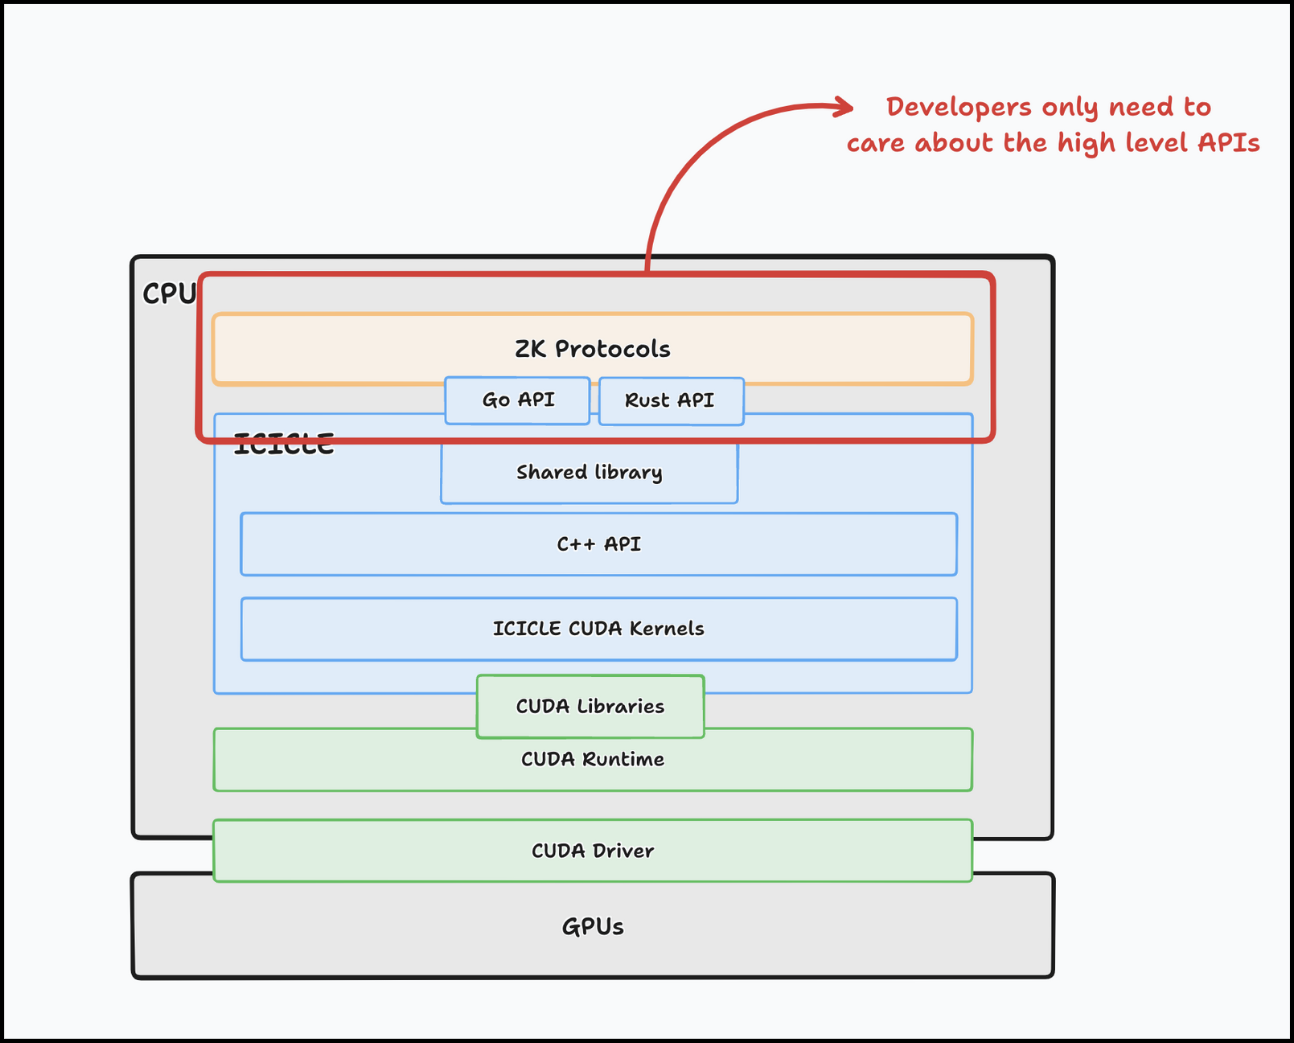 Developers only need to
care about the high level APIs
CPU
ZK Protocols
Go API
Rust API
ICICLE
Shared library
C++ API
ICICLE CUDA Kernels
CUDA Libraries
CUDA Runtime
CUDA Driver
GPUs